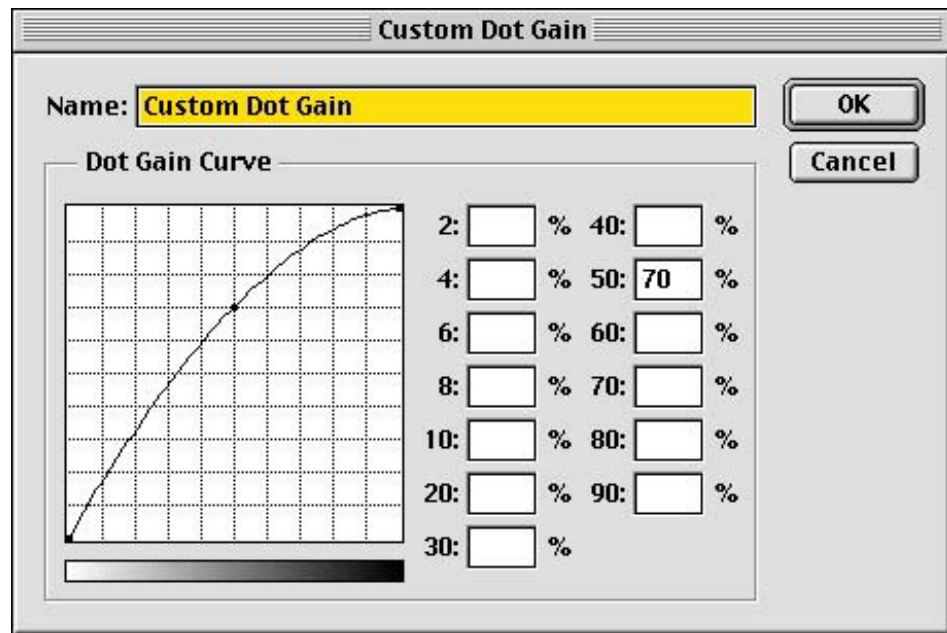 Custom Dot Gain
Name: Custom Dot Gain
OK
Cancel
Dot Gain Curve
2: % 40: %
4: % 50: 70 %
6: % 60: %
8: % 70: %
10: % 80: %
20: % 90: %
30: %